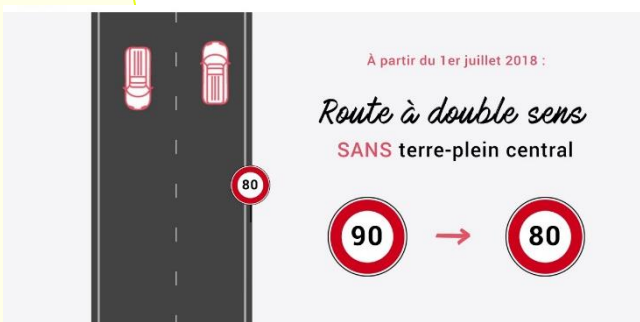 À partir du 1er juillet 2018 :
Route à double sens
SANS terre-plein central
80
90 → 80